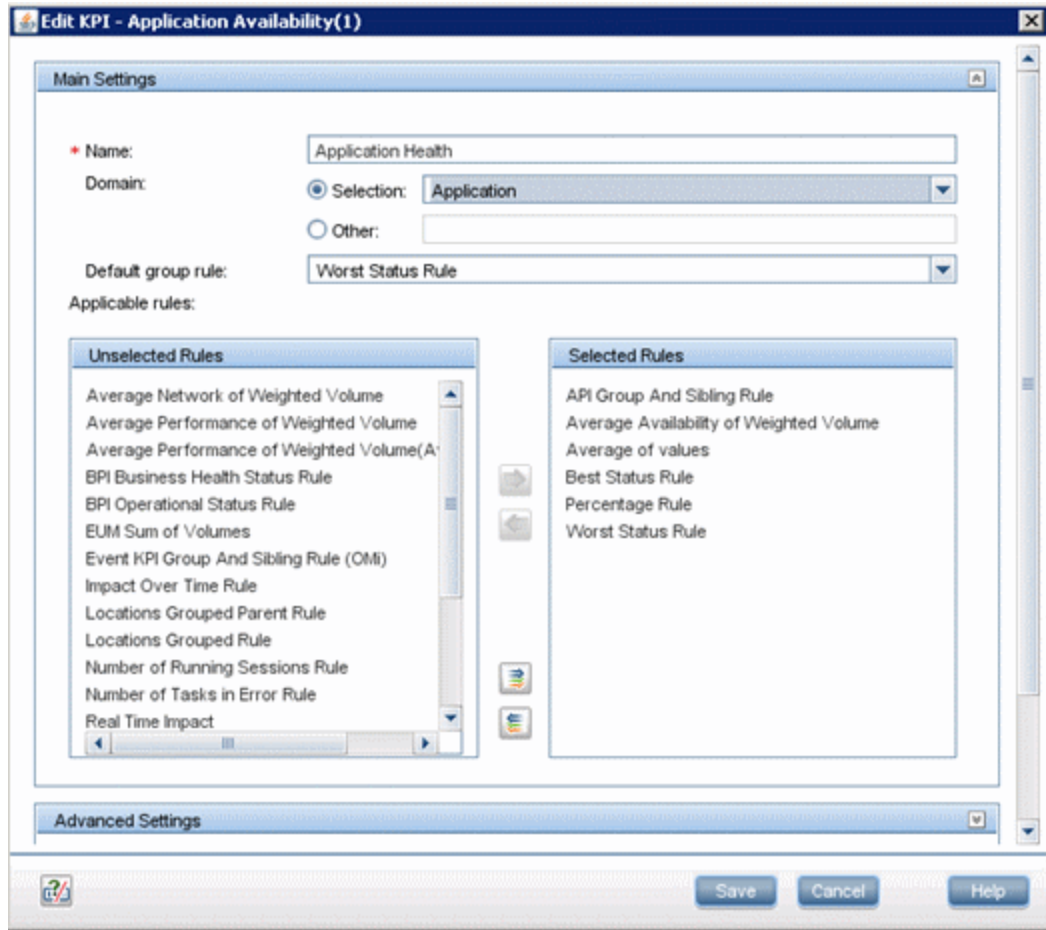 Edit KPI - Application Availability(1)
Main Settings
* Name: Application Health
Domain: Selection: Application
Other:
Default group rule: Worst Status Rule
Applicable rules:
Unselected Rules
Average Network of Weighted Volume
Average Performance of Weighted Volume
Average Performance of Weighted Volume(A
BPI Business Health Status Rule
BPI Operational Status Rule
EUM Sum of Volumes
Event KPI Group And Sibling Rule (OMi)
Impact Over Time Rule
Locations Grouped Parent Rule
Locations Grouped Rule
Number of Running Sessions Rule
Number of Tasks in Error Rule
Real Time Impact
Selected Rules
API Group And Sibling Rule
Average Availability of Weighted Volume
Average of values
Best Status Rule
Percentage Rule
Worst Status Rule
Advanced Settings
Save Cancel Help